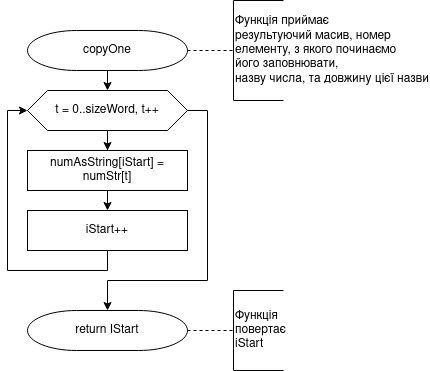 Функція приймає
результуючий масив, номер
елементу, з якого починаємо
його заповнювати,
назву числа, та довжину цієї назви
copyOne
t = 0..sizeWord, t++
numAsString[iStart] =
numStr[t]
iStart++
return IStart
Функція
повертає
iStart